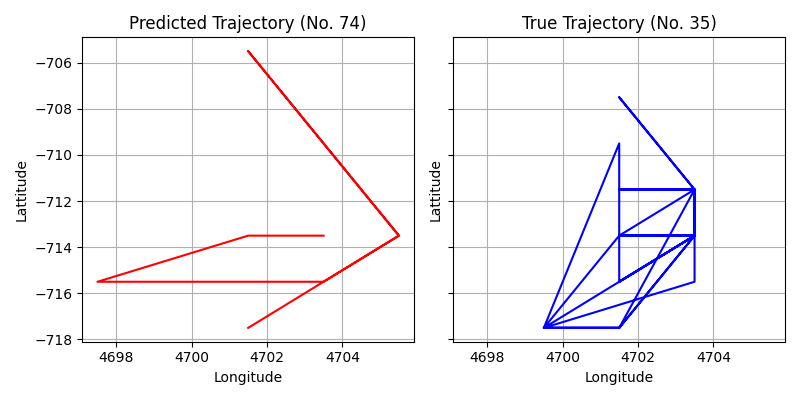 Predicted Trajectory (No. 74)
True Trajectory (No. 35)
Lattitude
−706
−708
−710
−712
−714
−716
−718
4698
4700
4702
4704
Longitude
Lattitude
4698
4700
4702
4704
Longitude